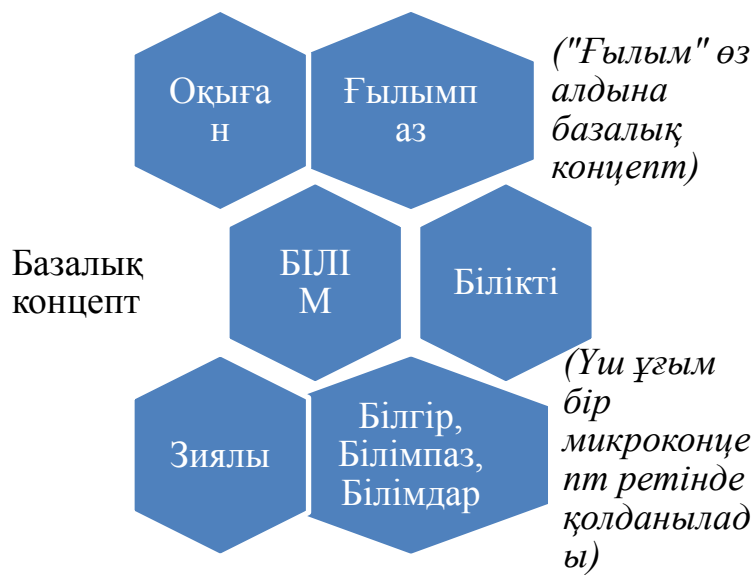 Оқыға
н
Ғылымп
аз
("Ғылым" өз
алдына
базалық
концепт)
Базалық
концепт
БІЛІ
М
Білікті
Зиялы
Білгір,
Білімпаз,
Білімдар
(Үш ұғым
бір
микроконце
пт ретінде
қолданылад
ы)